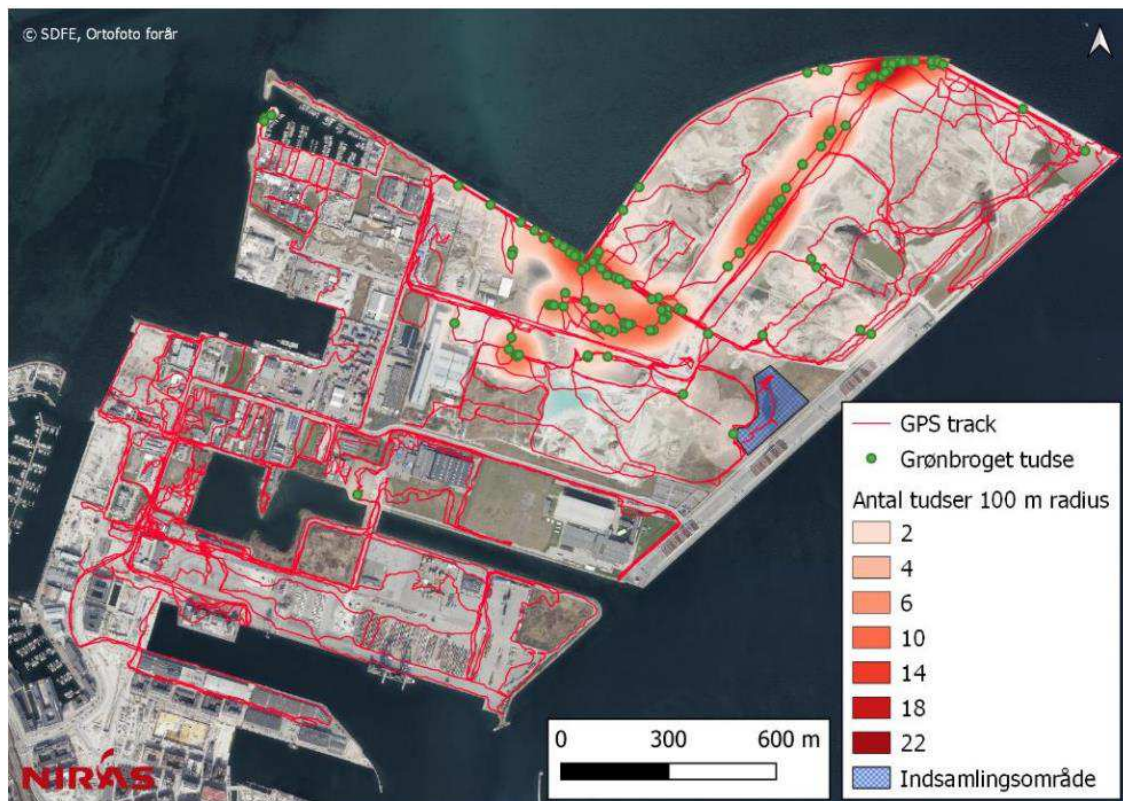 © SDFE, Ortofoto forår
GPS track
Grønbroget tudse
Antal tudser 100 m radius
2
4
6
10
14
18
22
Indsamlingsområde
0 300 600 m
NIRAS